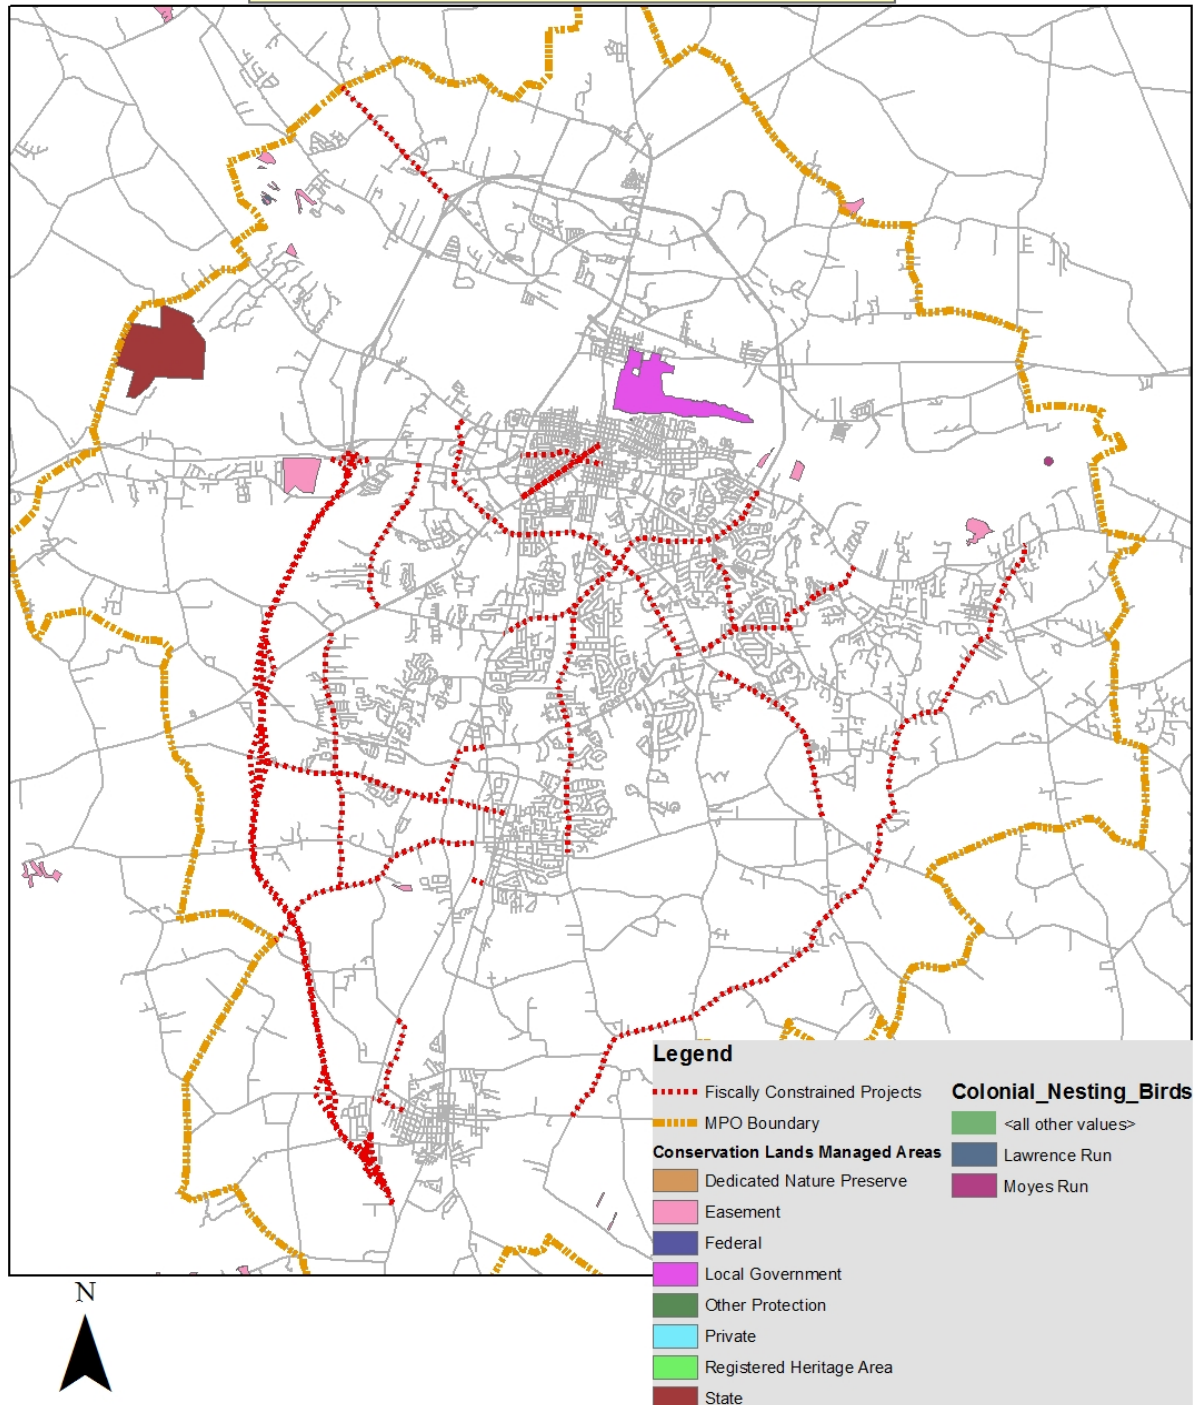 Legend
Fiscally Constrained Projects
MPO Boundary
Conservation Lands Managed Areas
Dedicated Nature Preserve
Easement
Federal
Local Government
Other Protection
Private
Registered Heritage Area
State
Colonial_Nesting_Birds
<all other values>
Lawrence Run
Moyes Run
N